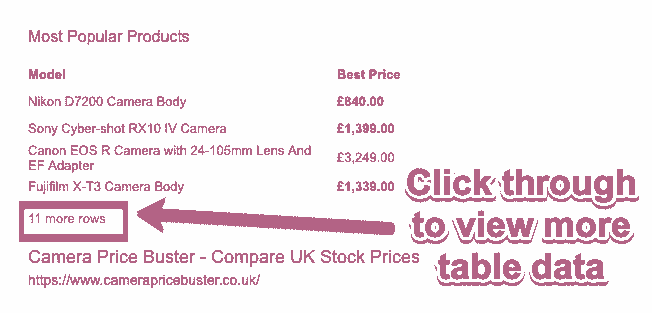 Most Popular Products
Model Best Price
Nikon D7200 Camera Body £840.00
Sony Cyber-shot RX10 IV Camera £1,399.00
Canon EOS R Camera with 24-105mm Lens And
EF Adapter £3,249.00
Fujifilm X-T3 Camera Body £1,339.00
11 more rows
Click through
to view more
table data
Camera Price Buster - Compare UK Stock Prices
https://www.camerapricebuster.co.uk/